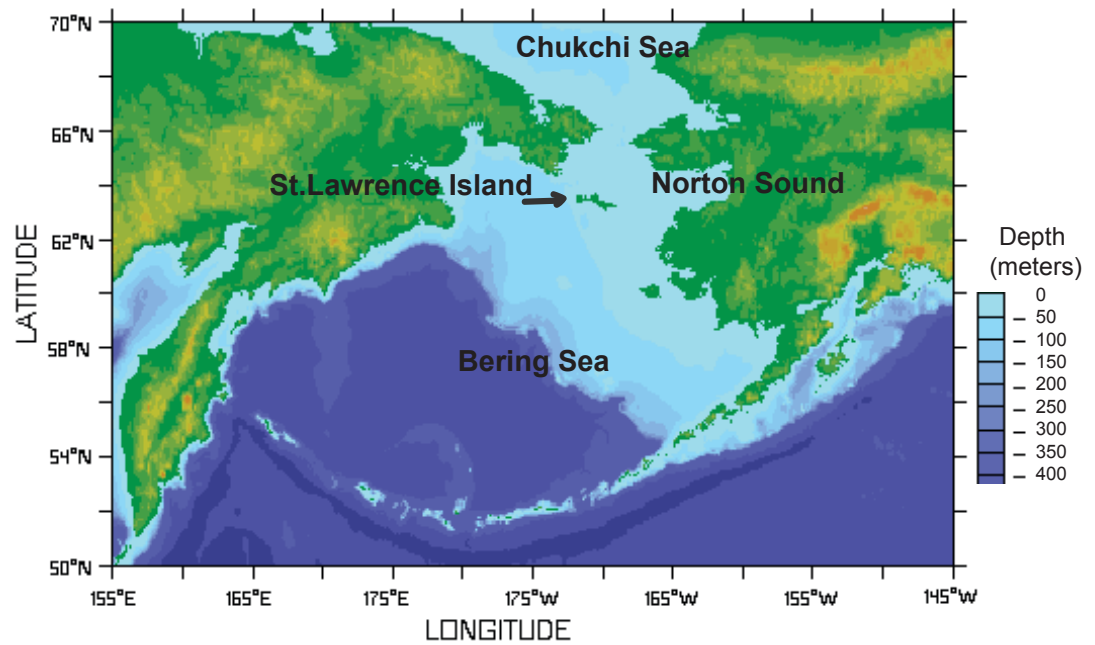 70°N
Chukchi Sea
66°N
St.Lawrence Island
Norton Sound
62°N
LATITUDE
Depth
(meters)
0
50
100
150
200
250
300
350
400
58°N
Bering Sea
54°N
50°N
155°E
165°E
175°E
175°W
165°W
155°W
145°W
LONGITUDE